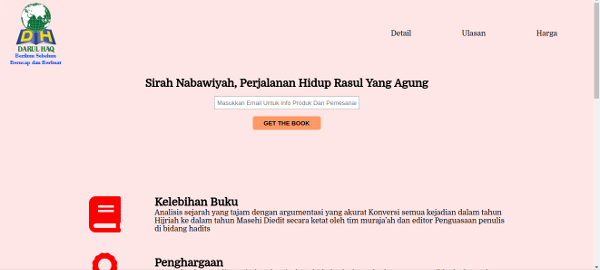 DH
DARUL HAQ
Berilmu Sebelum
Berucap dan Berbuat
Detail
Ulasan
Harga
Sirah Nabawiyah, Perjalanan Hidup Rasul Yang Agung
Masukkan Email Untuk Info Produk Dan Pemesanan
GET THE BOOK
Kelebihan Buku
Analisis sejarah yang tajam dengan argumentasi yang akurat Konversi semua kejadian dalam tahun
Hijriah ke dalam tahun Masehi Diedit secara ketat oleh tim muraja'ah dan editor Penguasaan penulis
di bidang hadits
Penghargaan